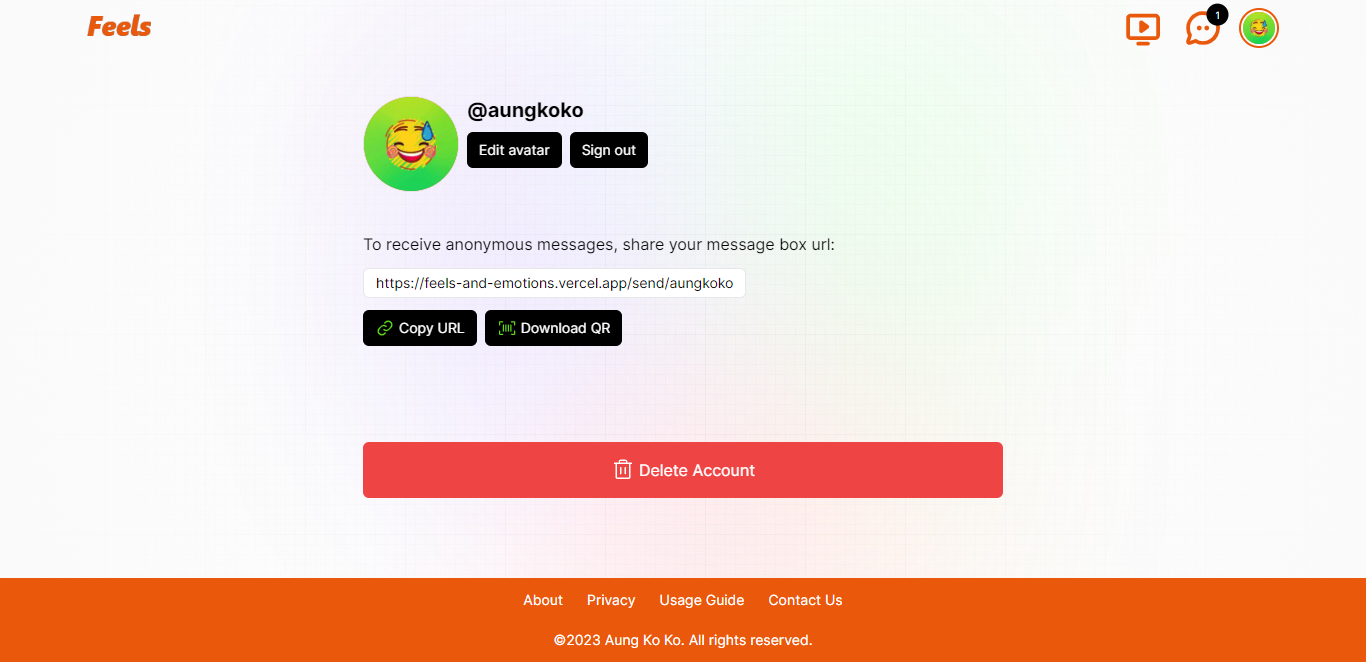 Feels
1
@aungkoko
Edit avatar
Sign out
To receive anonymous messages, share your message box url:
https://feels-and-emotions.vercel.app/send/aungkoko
Copy URL
Download QR
Delete Account
About Privacy Usage Guide Contact Us
©2023 Aung Ko Ko. All rights reserved.